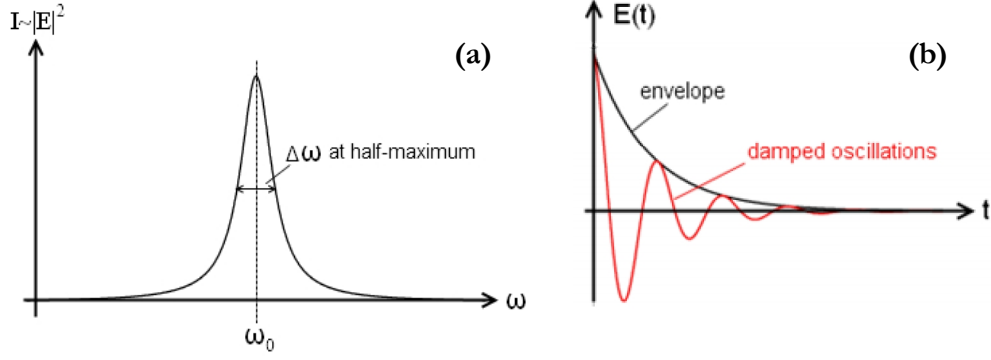 I~|E|²
(a)
Δω at half-maximum
ω
ω₀
E(t)
(b)
envelope
damped oscillations
t